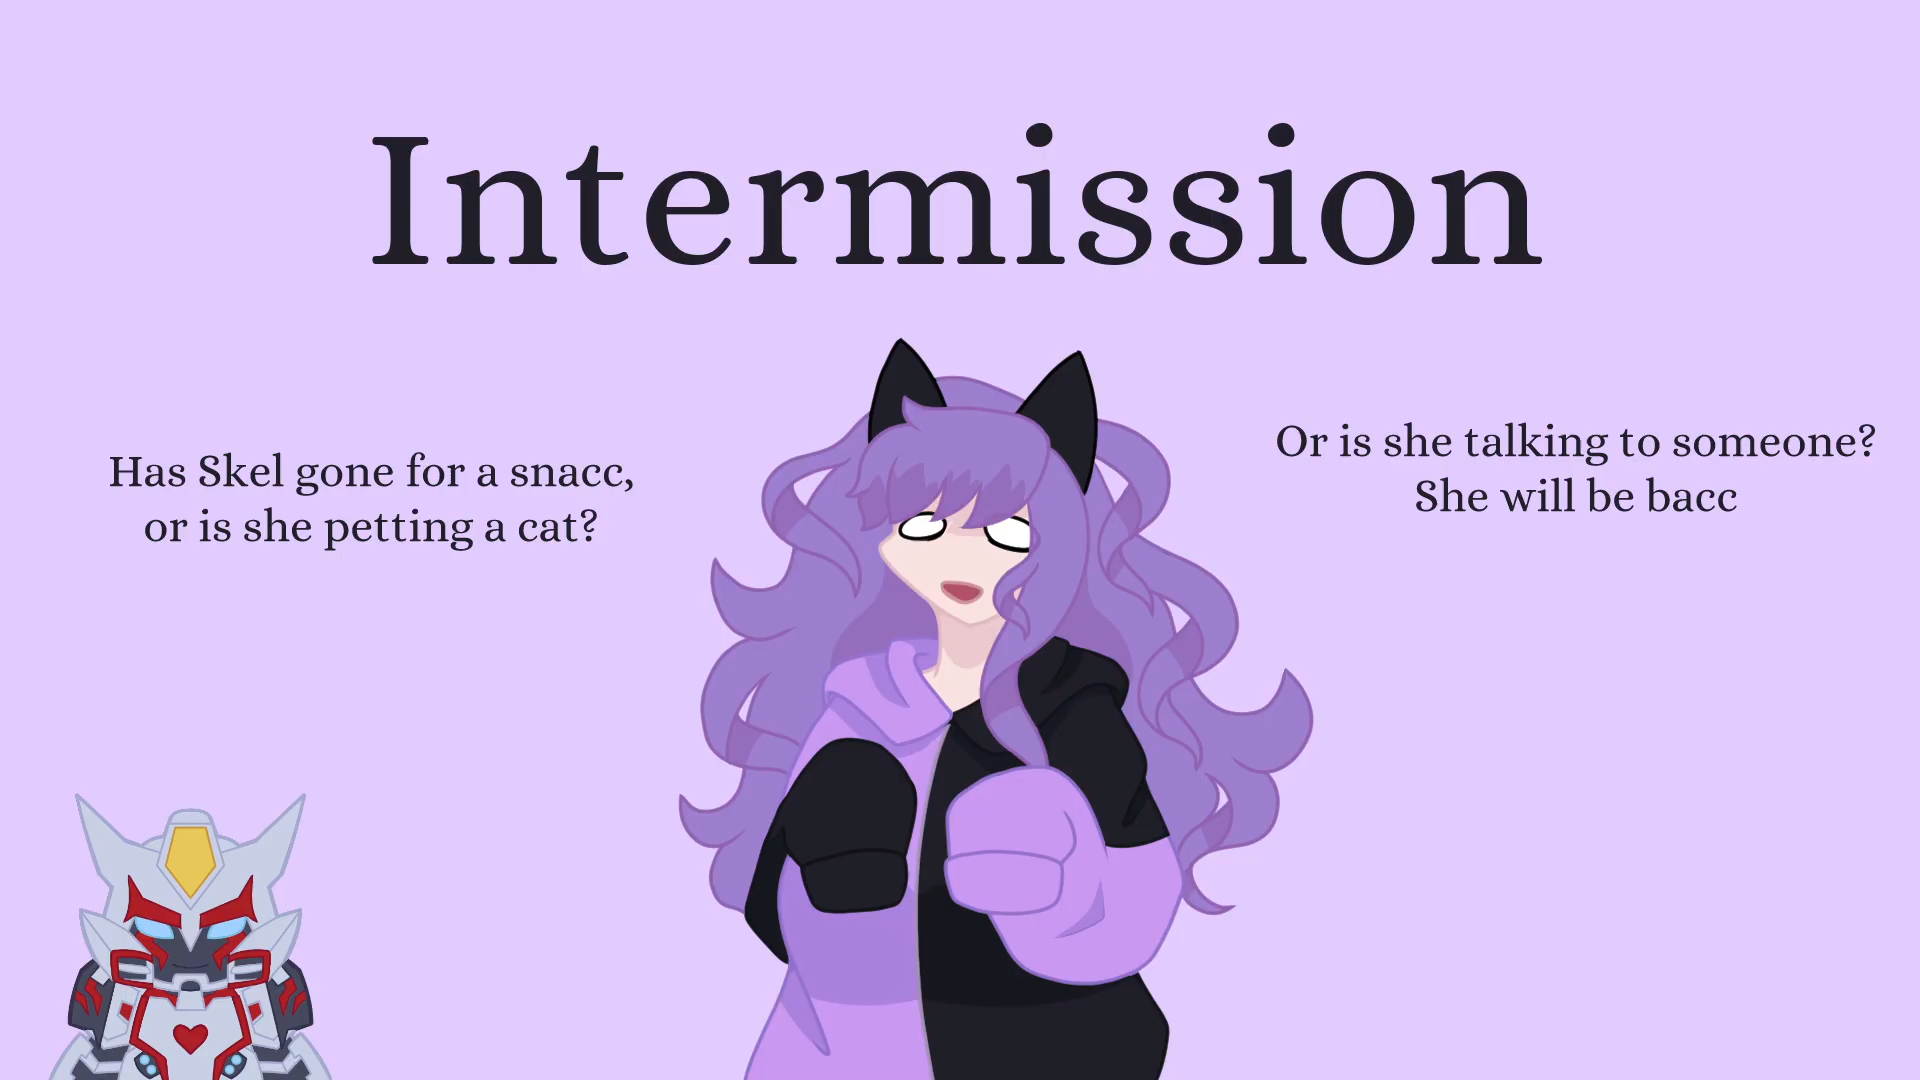 Intermission
Has Skel gone for a snacc,
or is she petting a cat?
Or is she talking to someone?
She will be bacc